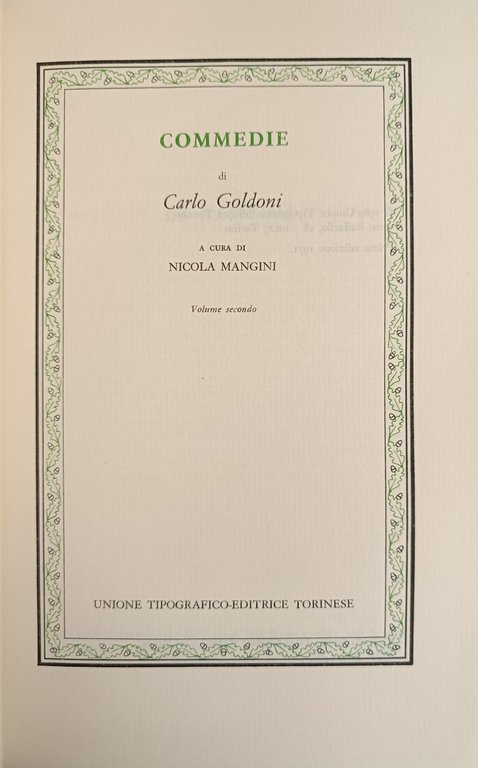 COMMEDIE
di
Carlo Goldoni
A CURA DI
NICOLA MANGINI
Volume secondo
UNIONE TIPOGRAFICO-EDITRICE TORINESE